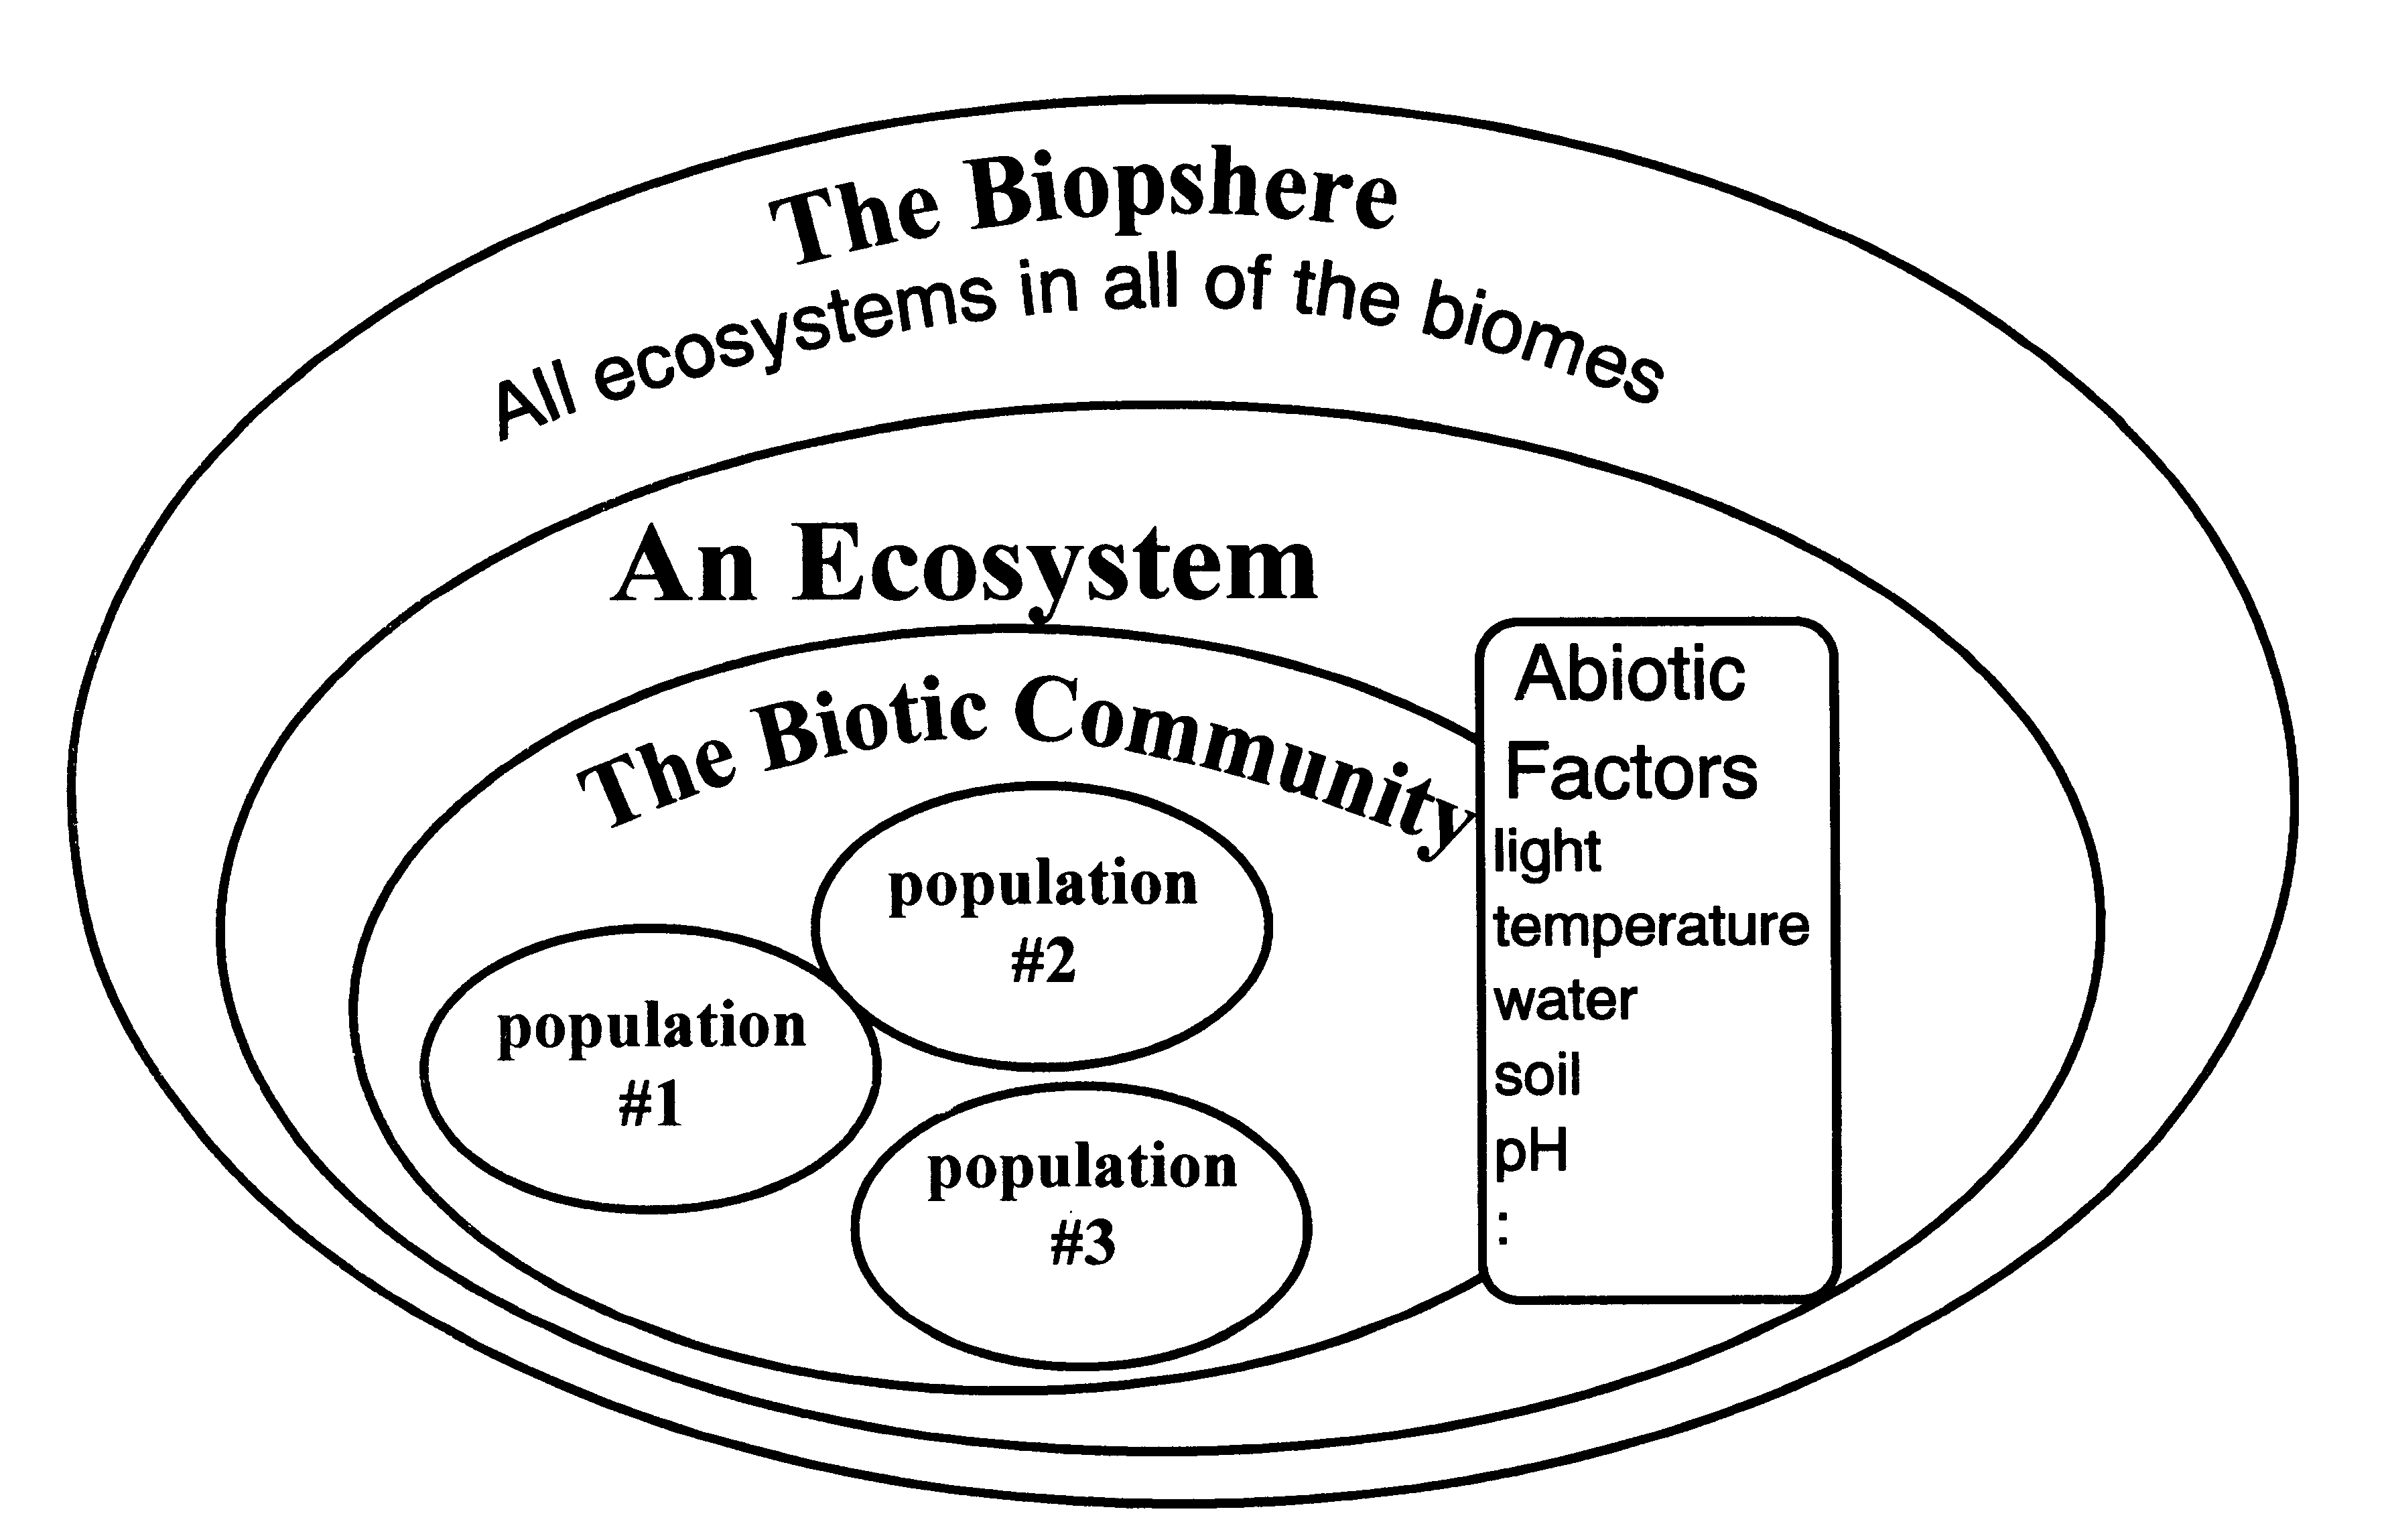 The Biopshere
All ecosystems in all of the biomes
An Ecosystem
The Biotic Community
population
#2
population
#1
population
#3
Abiotic
Factors
light
temperature
water
soil
pH
: